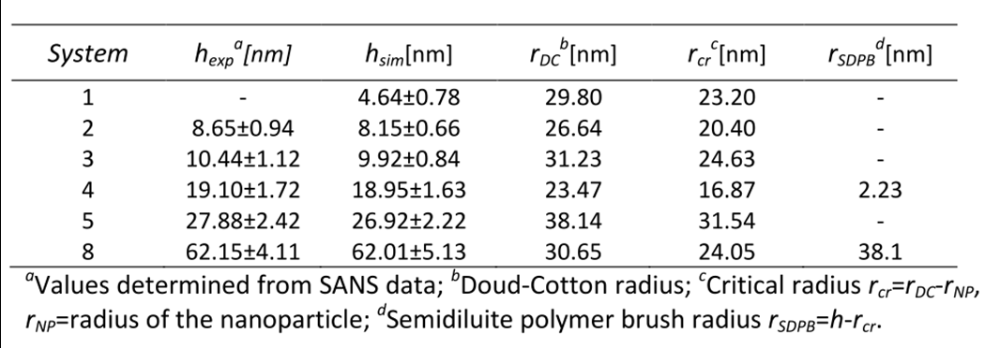 System h_exp^a[nm] h_sim[nm] r_DC^b[nm] r_cr^c[nm] r_SDPB^d[nm]
1 - 4.64±0.78 29.80 23.20 -
2 8.65±0.94 8.15±0.66 26.64 20.40 -
3 10.44±1.12 9.92±0.84 31.23 24.63 -
4 19.10±1.72 18.95±1.63 23.47 16.87 2.23
5 27.88±2.42 26.92±2.22 38.14 31.54 -
8 62.15±4.11 62.01±5.13 30.65 24.05 38.1
^aValues determined from SANS data; ^bDoud-Cotton radius; ^cCritical radius r_cr=r_DC-r_NP,
r_NP=radius of the nanoparticle; ^dSemidiluite polymer brush radius r_SDPB=h-r_cr.